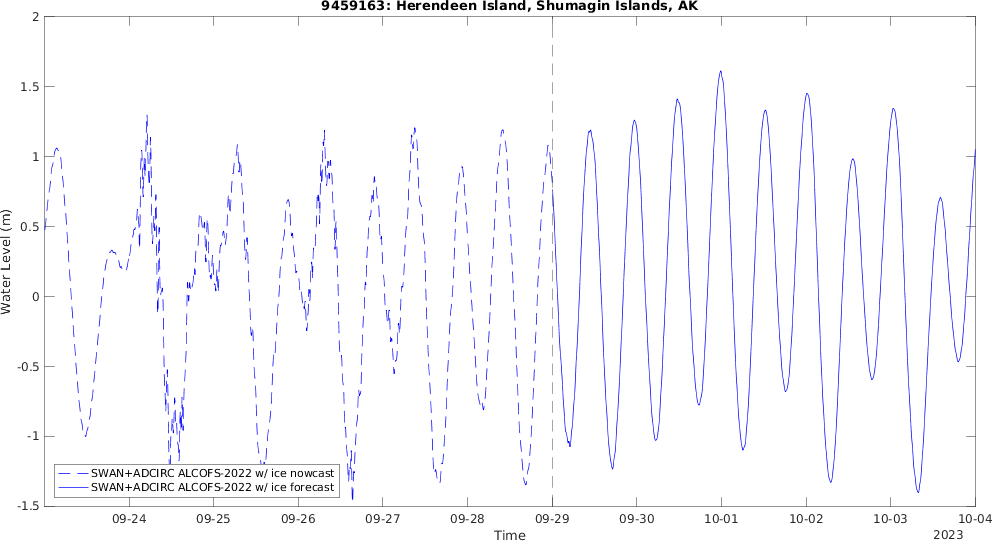 9459163: Herendeen Island, Shumagin Islands, AK
2
1.5
1
0.5
0
-0.5
-1
-1.5
Water Level (m)
SWAN+ADCIRC ALCOFS-2022 w/ ice nowcast
SWAN+ADCIRC ALCOFS-2022 w/ ice forecast
09-24 09-25 09-26 09-27 09-28 09-29 09-30 10-01 10-02 10-03 10-04
Time
2023